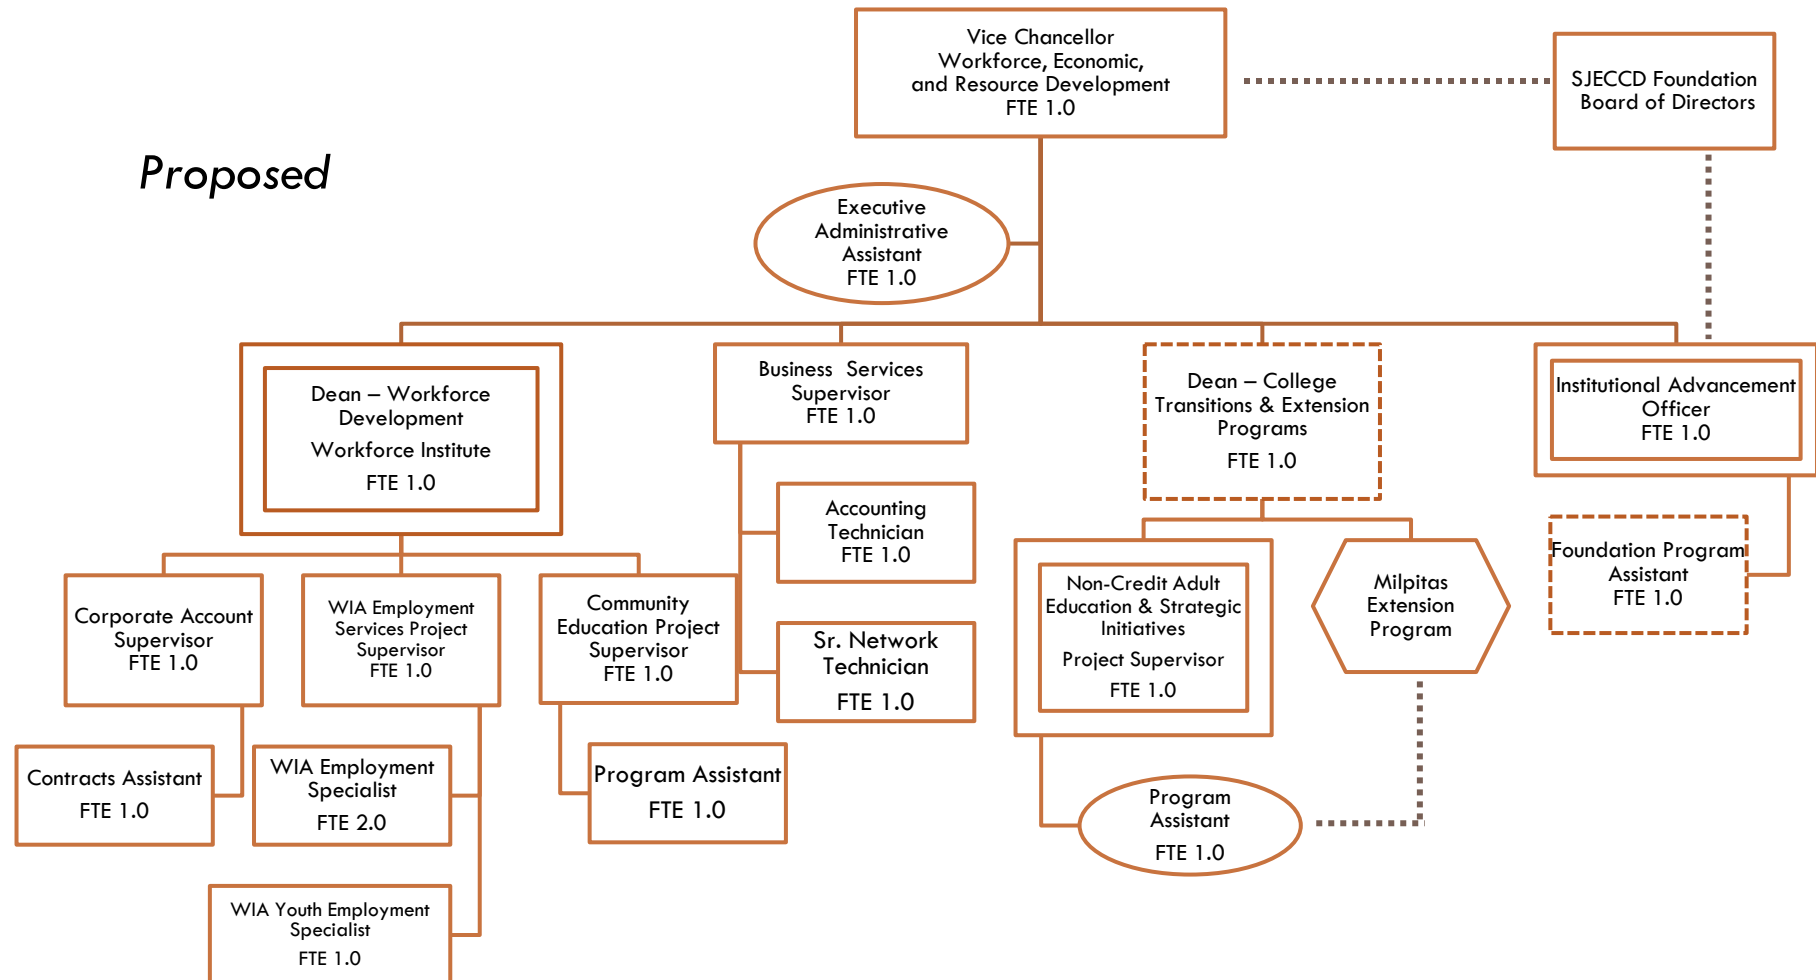 Vice Chancellor
Workforce, Economic,
and Resource Development
FTE 1.0
SJECCD Foundation
Board of Directors
Proposed
Executive
Administrative
Assistant
FTE 1.0
Dean – Workforce
Development
Workforce Institute
FTE 1.0
Business Services
Supervisor
FTE 1.0
Dean – College
Transitions & Extension
Programs
FTE 1.0
Institutional Advancement
Officer
FTE 1.0
Accounting
Technician
FTE 1.0
Foundation Program
Assistant
FTE 1.0
Corporate Account
Supervisor
FTE 1.0
WIA Employment
Services Project
Supervisor
FTE 1.0
Community
Education Project
Supervisor
FTE 1.0
Sr. Network
Technician
FTE 1.0
Non-Credit Adult
Education & Strategic
Initiatives
Project Supervisor
FTE 1.0
Milpitas
Extension
Program
Contracts Assistant
FTE 1.0
WIA Employment
Specialist
FTE 2.0
Program Assistant
FTE 1.0
Program
Assistant
FTE 1.0
WIA Youth Employment
Specialist
FTE 1.0